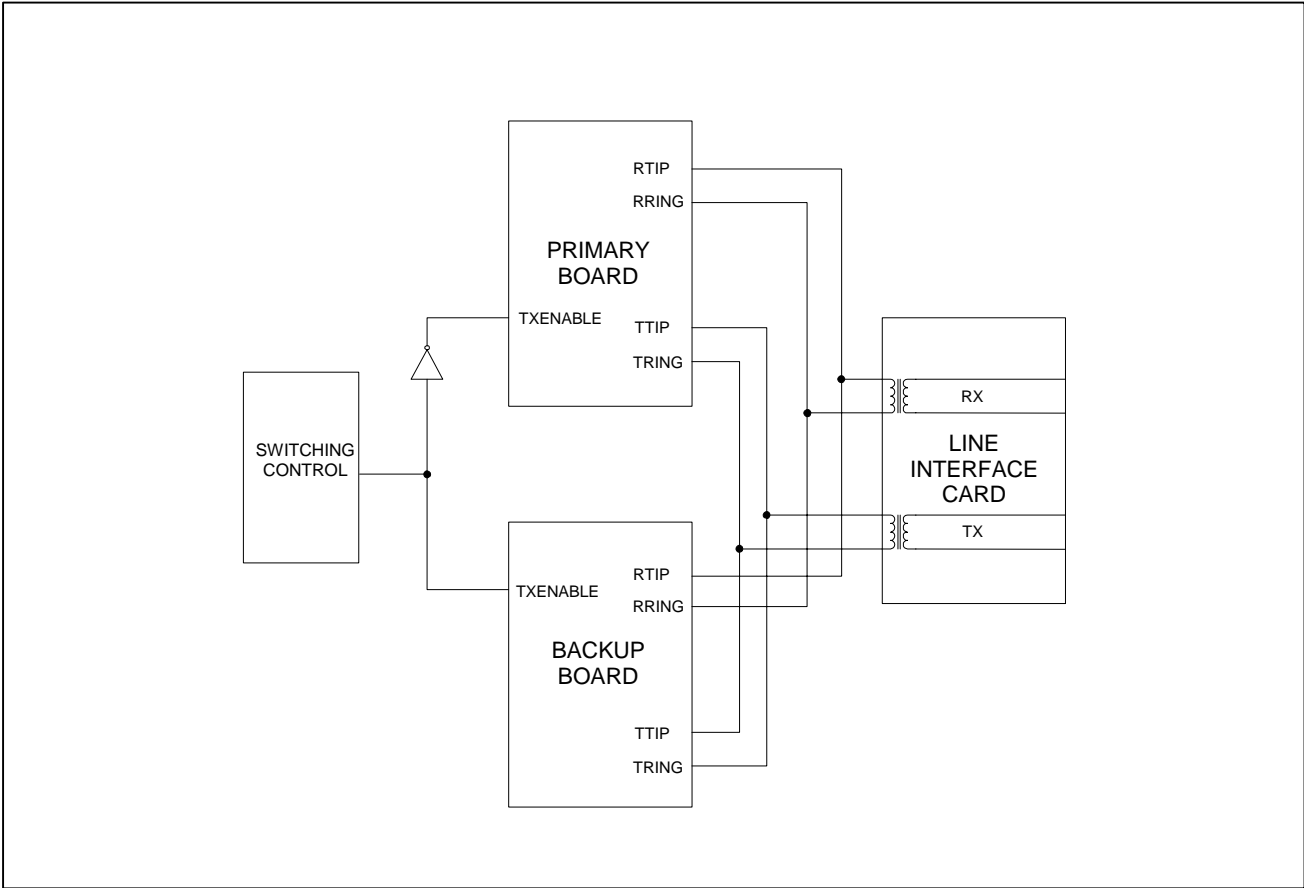 RTIP
RRING
PRIMARY
BOARD
TXENABLE
TTIP
TRING
SWITCHING
CONTROL
RX
LINE
INTERFACE
CARD
TX
RTIP
TXENABLE
RRING
BACKUP
BOARD
TTIP
TRING